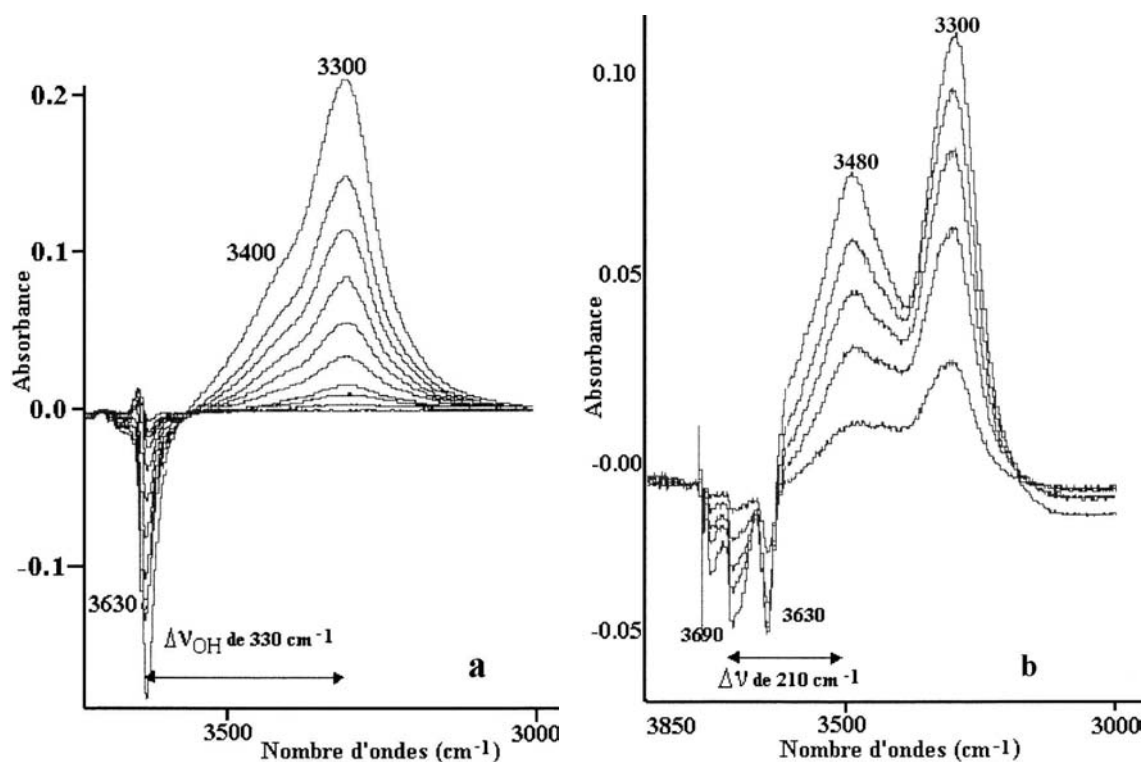 3300
0.2
3400
0.1
Absorbance
0.0
-0.1
3630
ΔνOH de 330 cm-1
a
3500
3000
Nombre d'ondes (cm-1)
3300
0.10
3480
0.05
Absorbance
-0.00
-0.05
3690
3630
Δν de 210 cm-1
b
3850
3500
3000
Nombre d'ondes (cm-1)